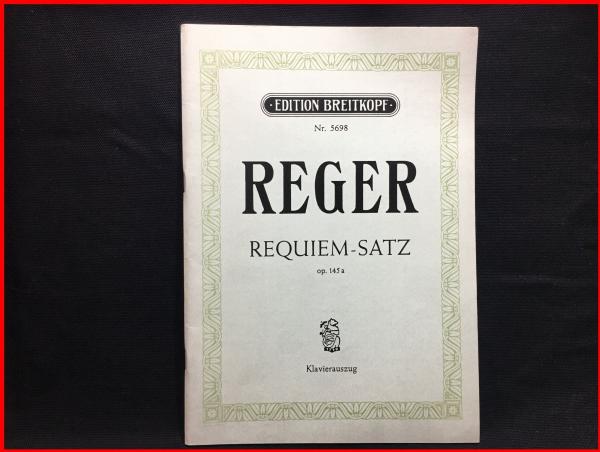 ·EDITION BREITKOPF·
Nr. 5698
REGER
REQUIEM-SATZ
op. 145a
Klavierauszug